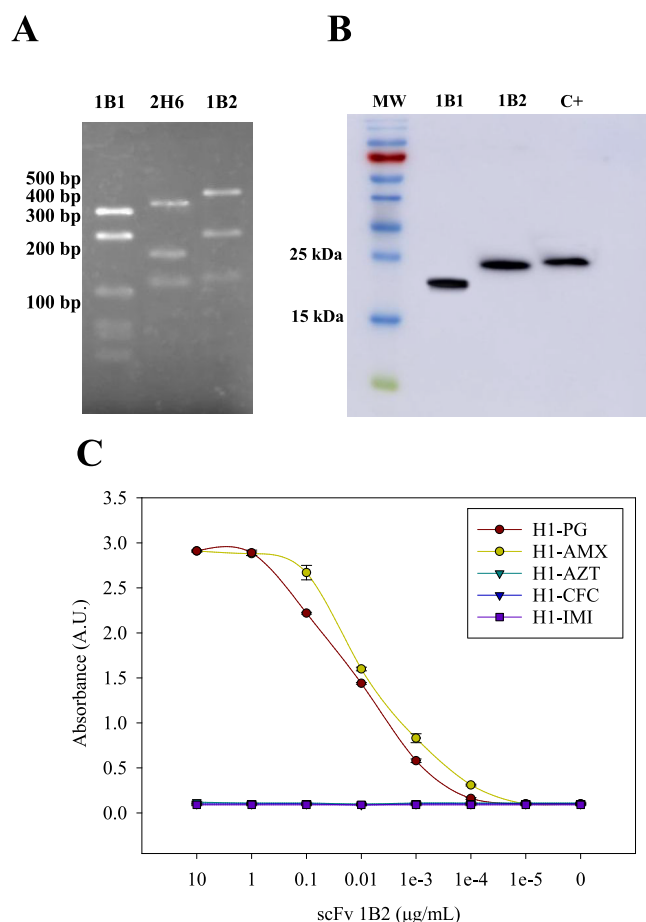 A
1B1 2H6 1B2
500 bp
400 bp
300 bp
200 bp
100 bp
B
MW 1B1 1B2 C+
25 kDa
15 kDa
C
3.5
3.0
2.5
2.0
1.5
1.0
0.5
0.0
Absorbance (A.U.)
H1-PG
H1-AMX
H1-AZT
H1-CFC
H1-IMI
10 1 0.1 0.01 1e-3 1e-4 1e-5 0
scFv 1B2 (μg/mL)